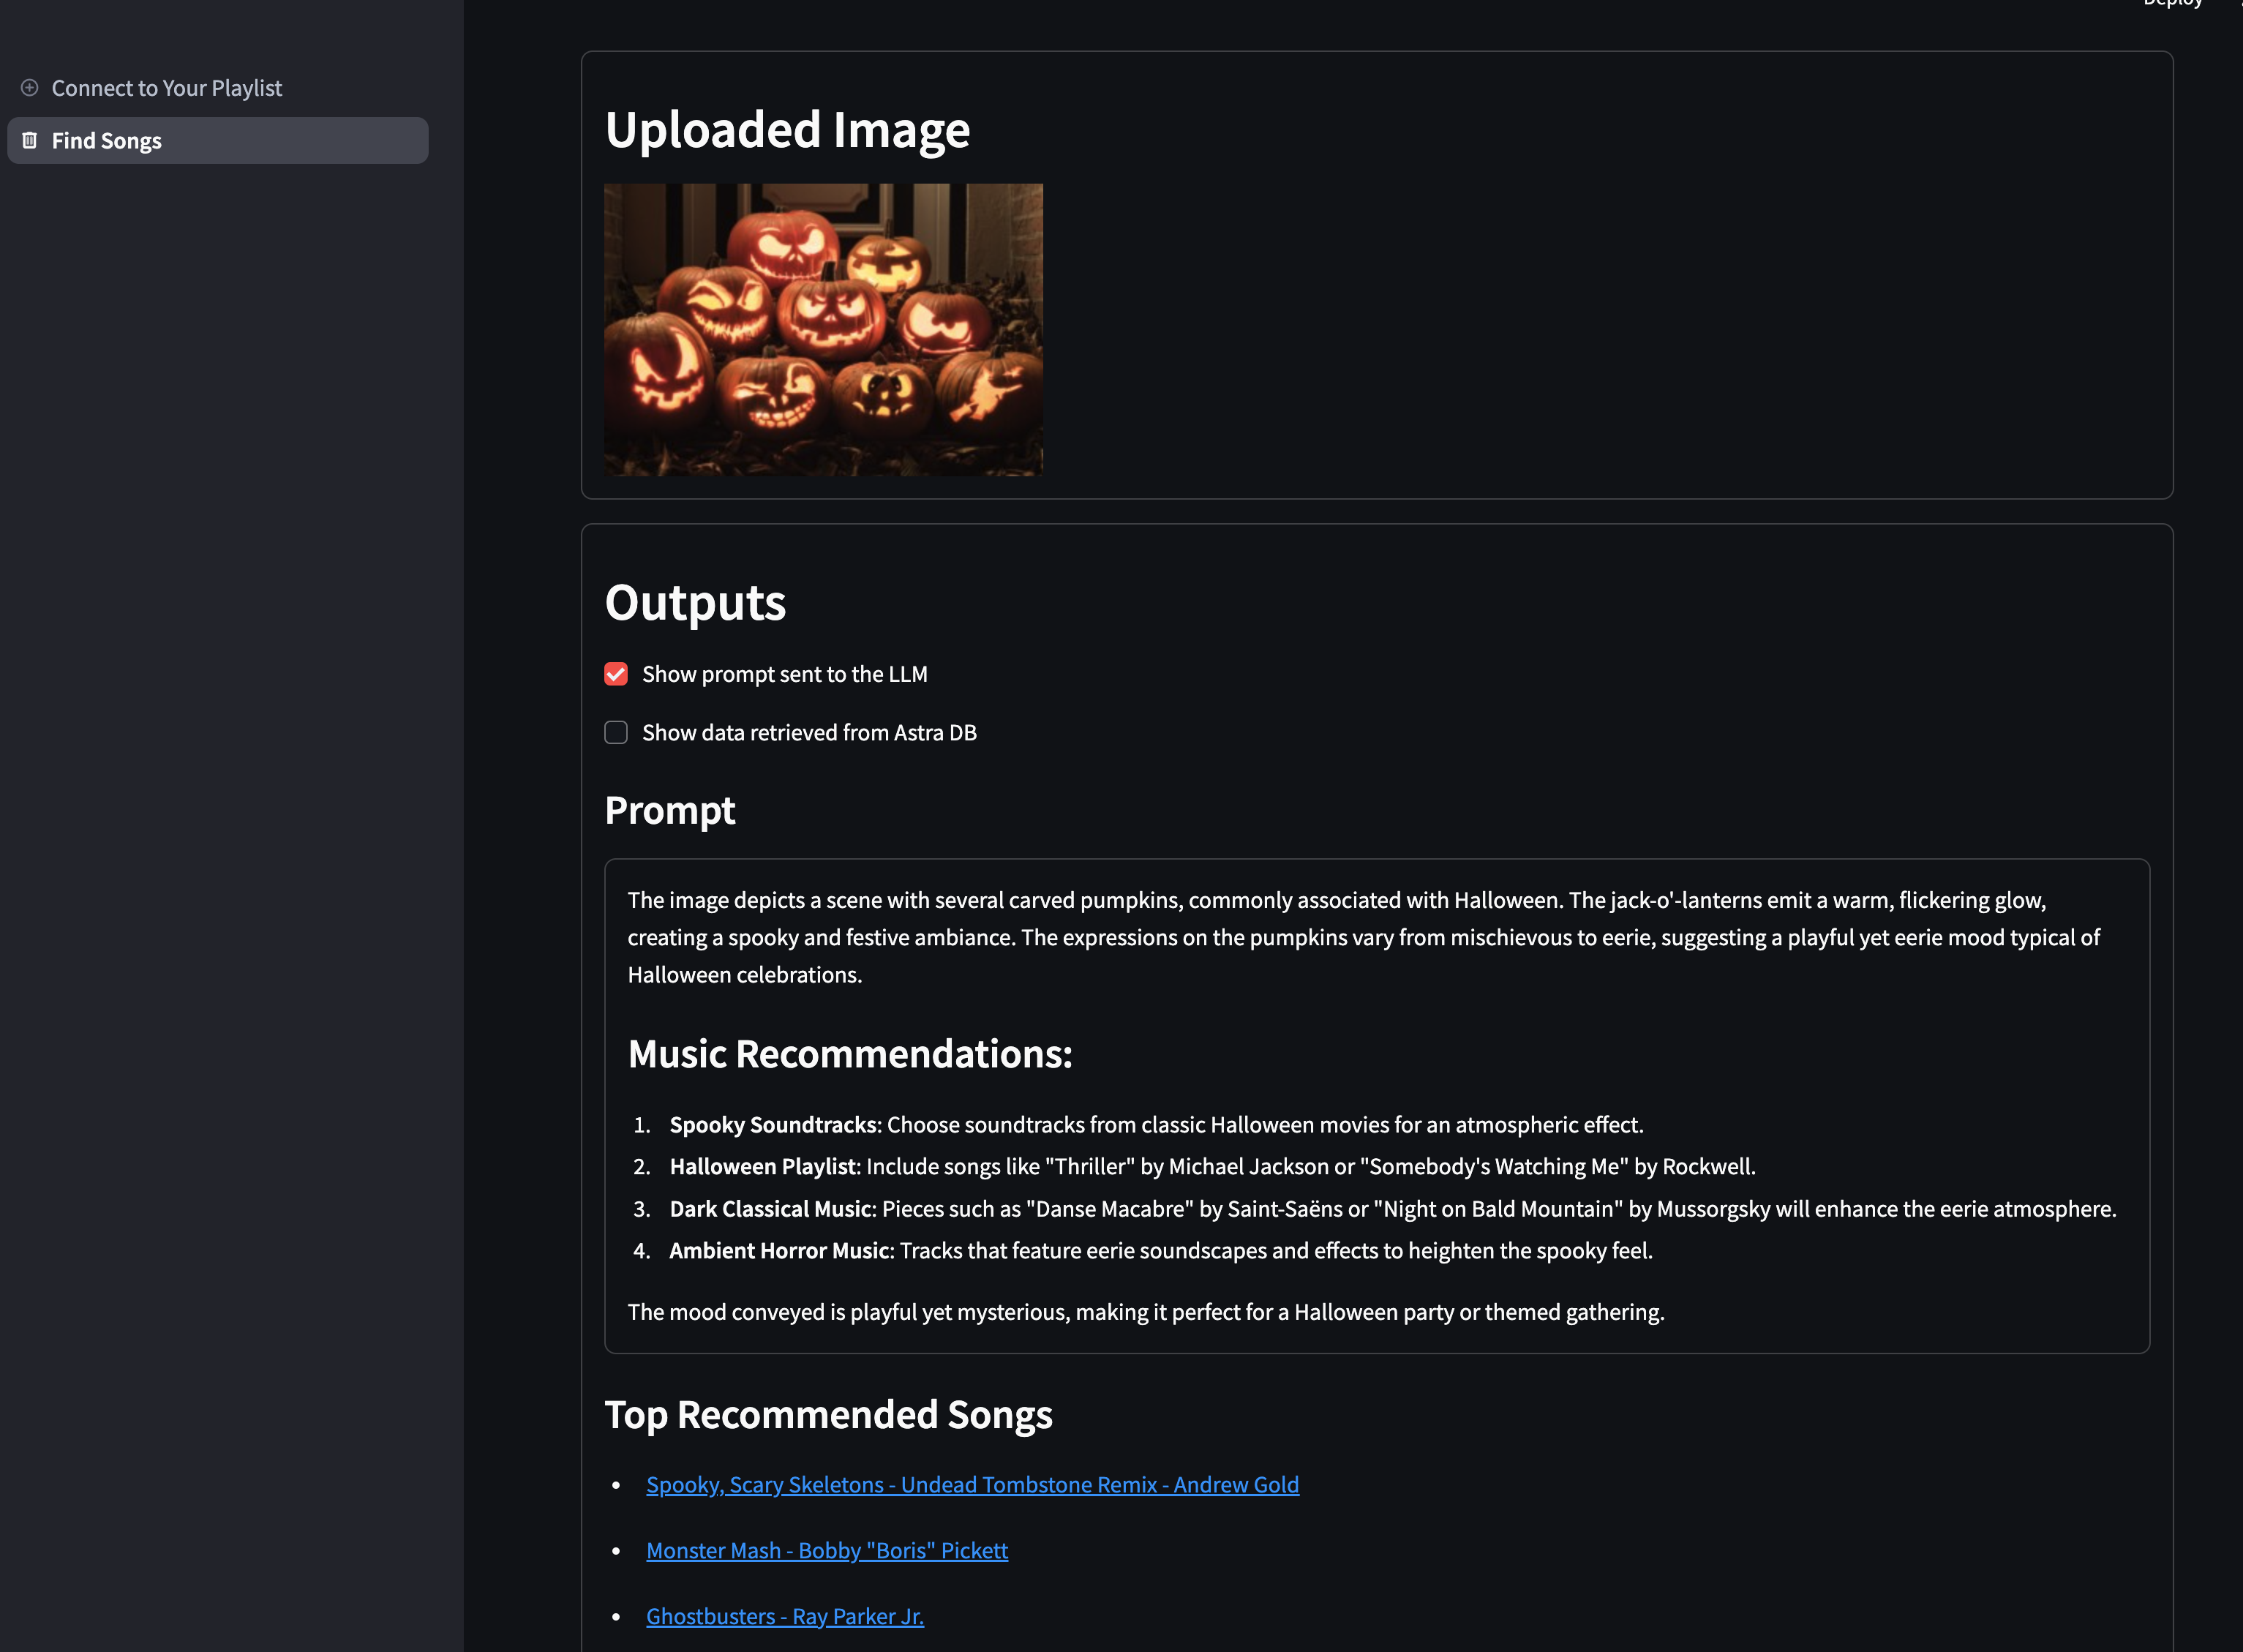 Deploy
Connect to Your Playlist
Find Songs
Uploaded Image
Outputs
Show prompt sent to the LLM
Show data retrieved from Astra DB
Prompt
The image depicts a scene with several carved pumpkins, commonly associated with Halloween. The jack-o'-lanterns emit a warm, flickering glow,
creating a spooky and festive ambiance. The expressions on the pumpkins vary from mischievous to eerie, suggesting a playful yet eerie mood typical of
Halloween celebrations.
Music Recommendations:
1. Spooky Soundtracks: Choose soundtracks from classic Halloween movies for an atmospheric effect.
2. Halloween Playlist: Include songs like "Thriller" by Michael Jackson or "Somebody's Watching Me" by Rockwell.
3. Dark Classical Music: Pieces such as "Danse Macabre" by Saint-Saëns or "Night on Bald Mountain" by Mussorgsky will enhance the eerie atmosphere.
4. Ambient Horror Music: Tracks that feature eerie soundscapes and effects to heighten the spooky feel.
The mood conveyed is playful yet mysterious, making it perfect for a Halloween party or themed gathering.
Top Recommended Songs
• Spooky, Scary Skeletons - Undead Tombstone Remix - Andrew Gold
• Monster Mash - Bobby "Boris" Pickett
• Ghostbusters - Ray Parker Jr.